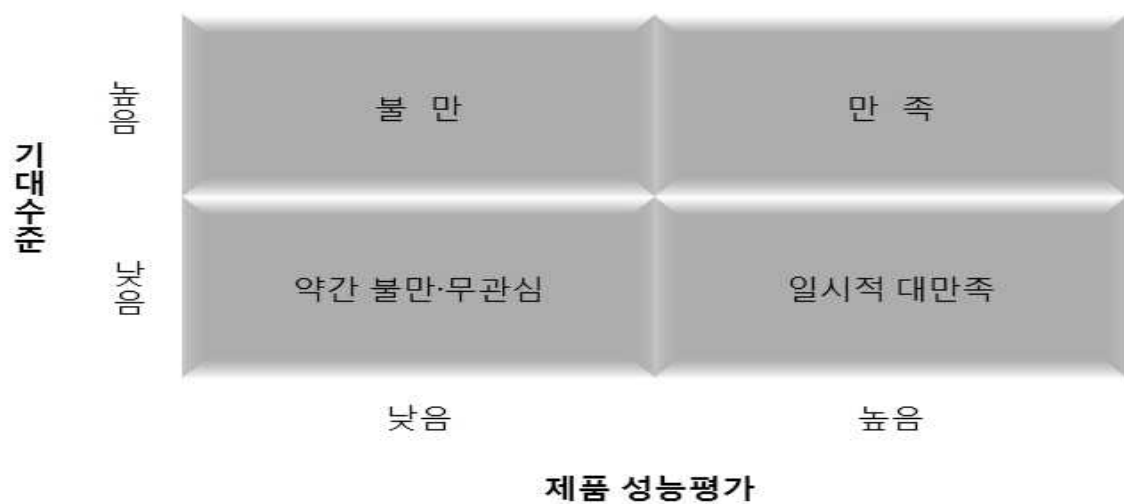 높음
불 만
만 족
기대수준
낮음
약간 불만·무관심
일시적 대만족
낮음
높음
제품 성능평가